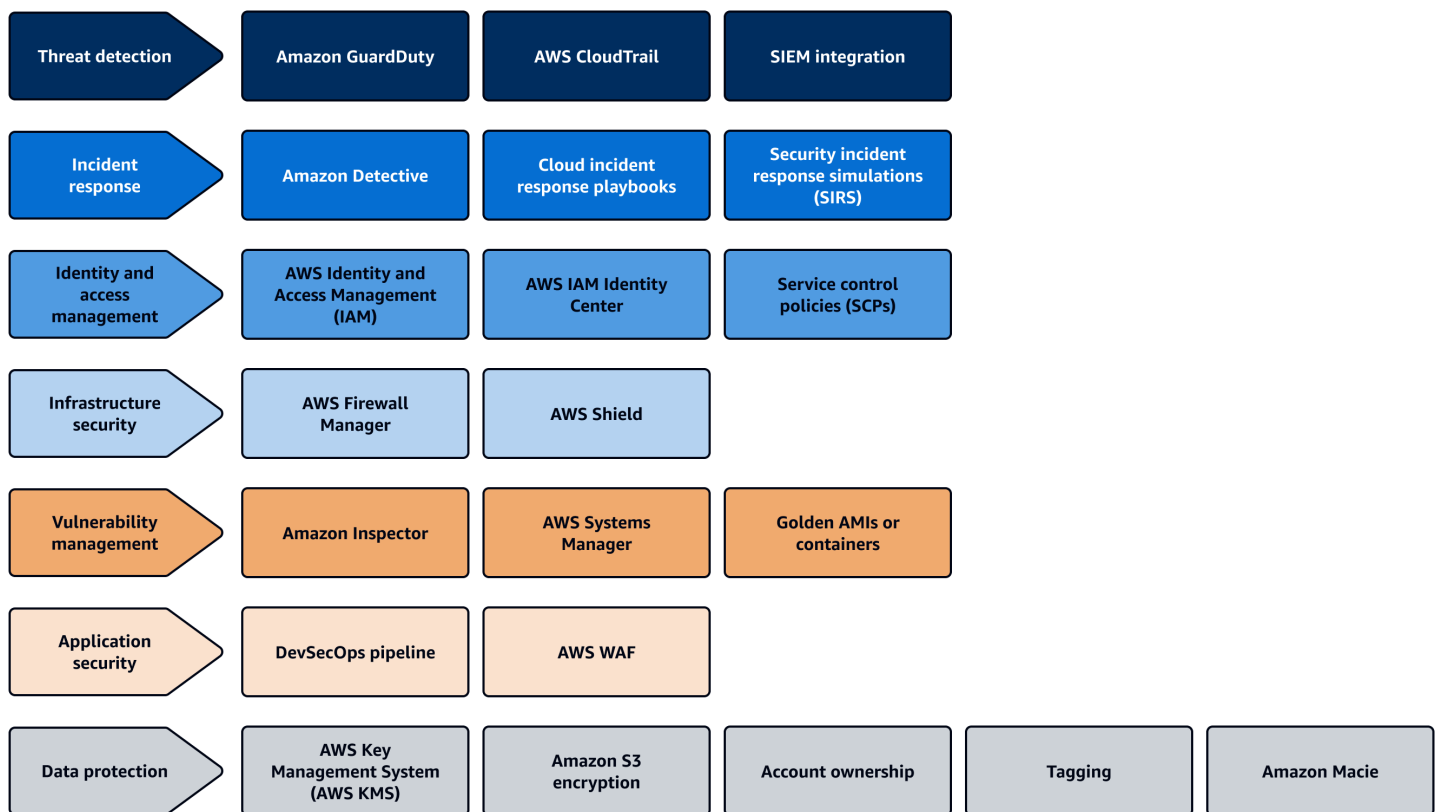 Threat detection
Amazon GuardDuty
AWS CloudTrail
SIEM integration
Incident
response
Amazon Detective
Cloud incident
response playbooks
Security incident
response simulations
(SIRS)
Identity and
access
management
AWS Identity and
Access Management
(IAM)
AWS IAM Identity
Center
Service control
policies (SCPs)
Infrastructure
security
AWS Firewall
Manager
AWS Shield
Vulnerability
management
Amazon Inspector
AWS Systems
Manager
Golden AMIs or
containers
Application
security
DevSecOps pipeline
AWS WAF
Data protection
AWS Key
Management System
(AWS KMS)
Amazon S3
encryption
Account ownership
Tagging
Amazon Macie